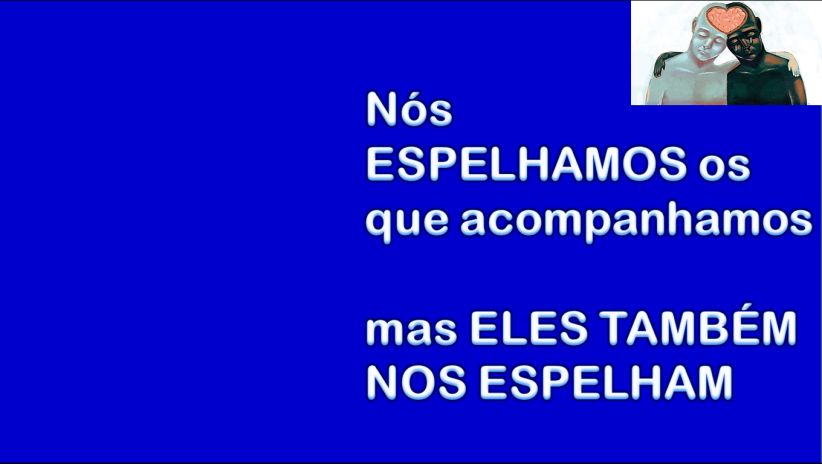 Nós
ESPELHAMOS os
que acompanhamos
mas ELES TAMBÉM
NOS ESPELHAM